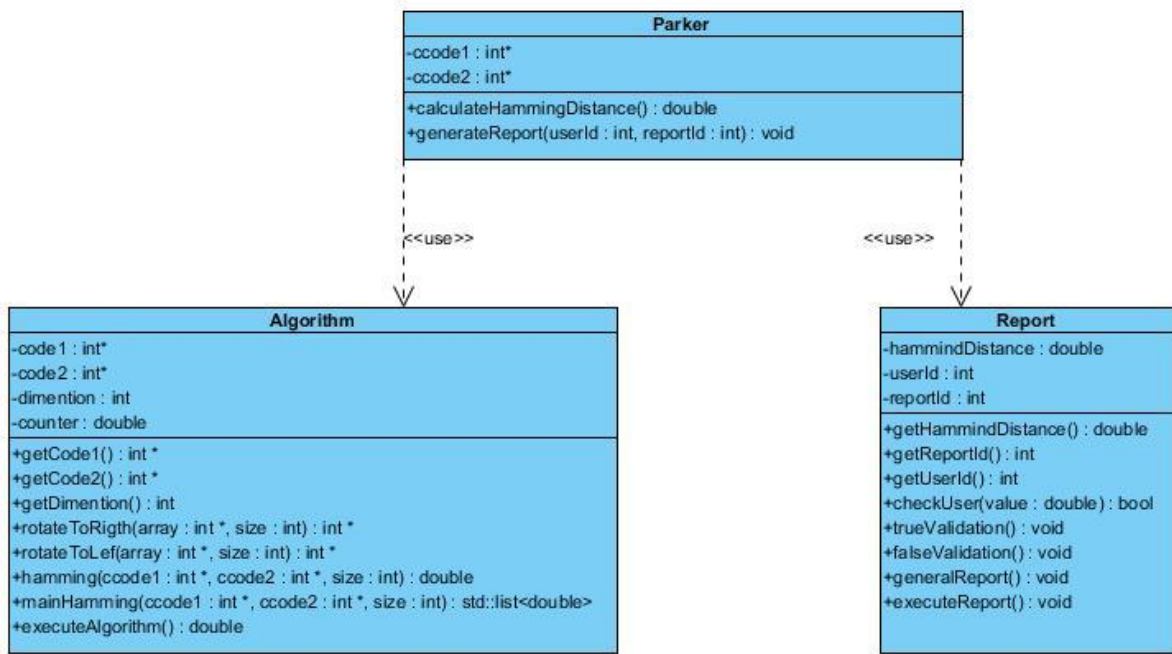 Parker
-ccode1 : int*
-ccode2 : int*
+calculateHammingDistance() : double
+generateReport(userId : int, reportId : int) : void
<<use>>
<<use>>
Algorithm
-code1 : int*
-code2 : int*
-dimention : int
-counter : double
+getCode1() : int *
+getCode2() : int *
+getDimention() : int
+rotateToRigth(array : int *, size : int) : int *
+rotateToLef(array : int *, size : int) : int *
+hamming(ccode1 : int *, ccode2 : int *, size : int) : double
+mainHamming(ccode1 : int *, ccode2 : int *, size : int) : std::list<double>
+executeAlgorithm() : double
Report
-hammindDistance : double
-userId : int
-reportId : int
+getHammindDistance() : double
+getReportId() : int
+getUserId() : int
+checkUser(value : double) : bool
+trueValidation() : void
+falseValidation() : void
+generalReport() : void
+executeReport() : void